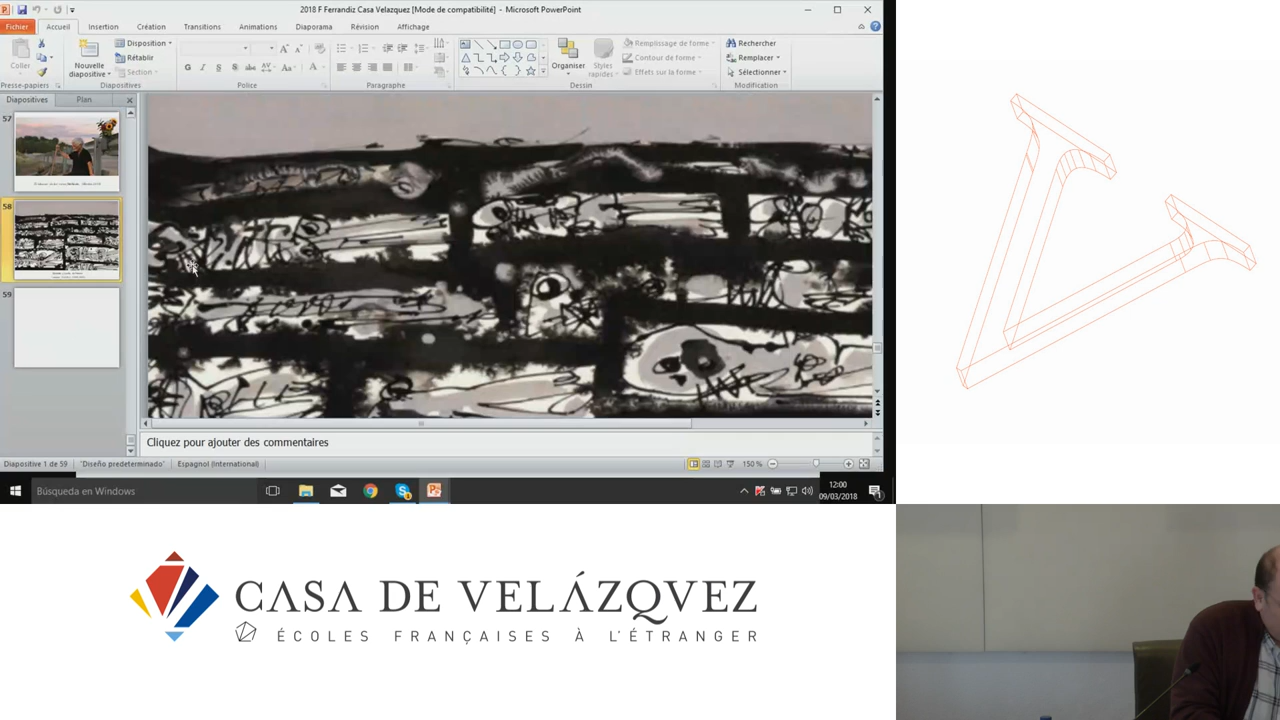 2018 F Ferrandiz Casa Velazquez [Mode de compatibilité] - Microsoft PowerPoint
Fichier Accueil Insertion Création Transitions Animations Diaporama Révision Affichage
Coller
Nouvelle diapositive
Disposition
Rétablir
Section
Organiser
Styles rapides
Remplissage de forme
Contour de forme
Effets sur la forme
Rechercher
Remplacer
Sélectionner
Presse-papiers Diapositives Police Paragraphe Dessin Modification
Diapositives Plan
57
58
59
Cliquez pour ajouter des commentaires
Diapositive 1 de 59 "Diseño predeterminado" Espagnol (International) 150 %
Búsqueda en Windows
12:00
09/03/2018
CASA DE VELÁZQVEZ
ÉCOLES FRANÇAISES À L'ÉTRANGER